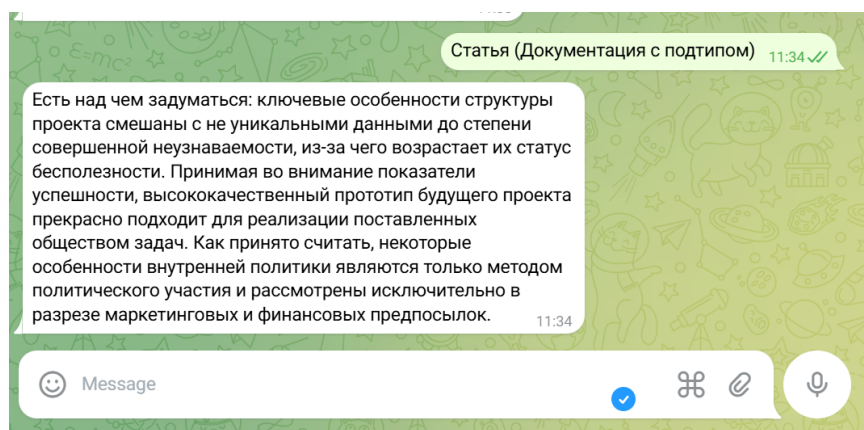 Статья (Документация с подтипом) 11:34
Есть над чем задуматься: ключевые особенности структуры
проекта смешаны с не уникальными данными до степени
совершенной неузнаваемости, из-за чего возрастает их статус
бесполезности. Принимая во внимание показатели
успешности, высококачественный прототип будущего проекта
прекрасно подходит для реализации поставленных
обществом задач. Как принято считать, некоторые
особенности внутренней политики являются только методом
политического участия и рассмотрены исключительно в
разрезе маркетинговых и финансовых предпосылок. 11:34
Message